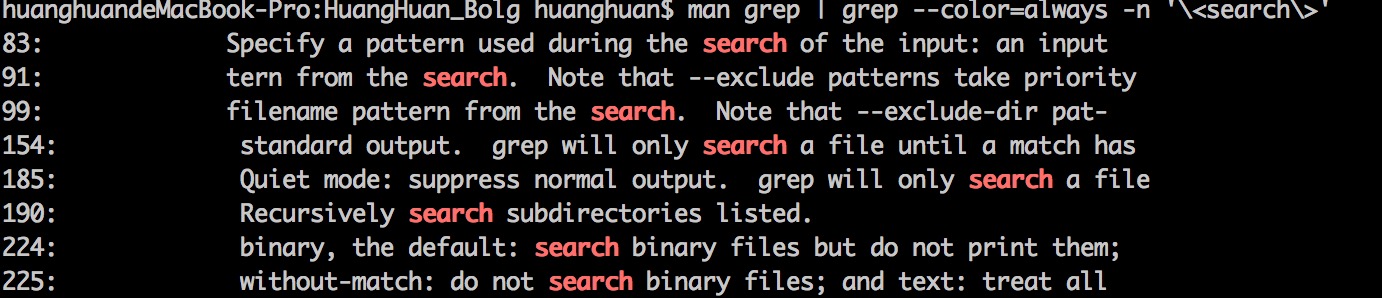 huanghuandeMacBook-Pro:HuangHuan_Bolg huanghuan$ man grep | grep --color=always -n '\<search\>'
83:            Specify a pattern used during the search of the input: an input
91:            tern from the search.  Note that --exclude patterns take priority
99:            filename pattern from the search.  Note that --exclude-dir pat-
154:             standard output.  grep will only search a file until a match has
185:             Quiet mode: suppress normal output.  grep will only search a file
190:             Recursively search subdirectories listed.
224:             binary, the default: search binary files but do not print them;
225:             without-match: do not search binary files; and text: treat all